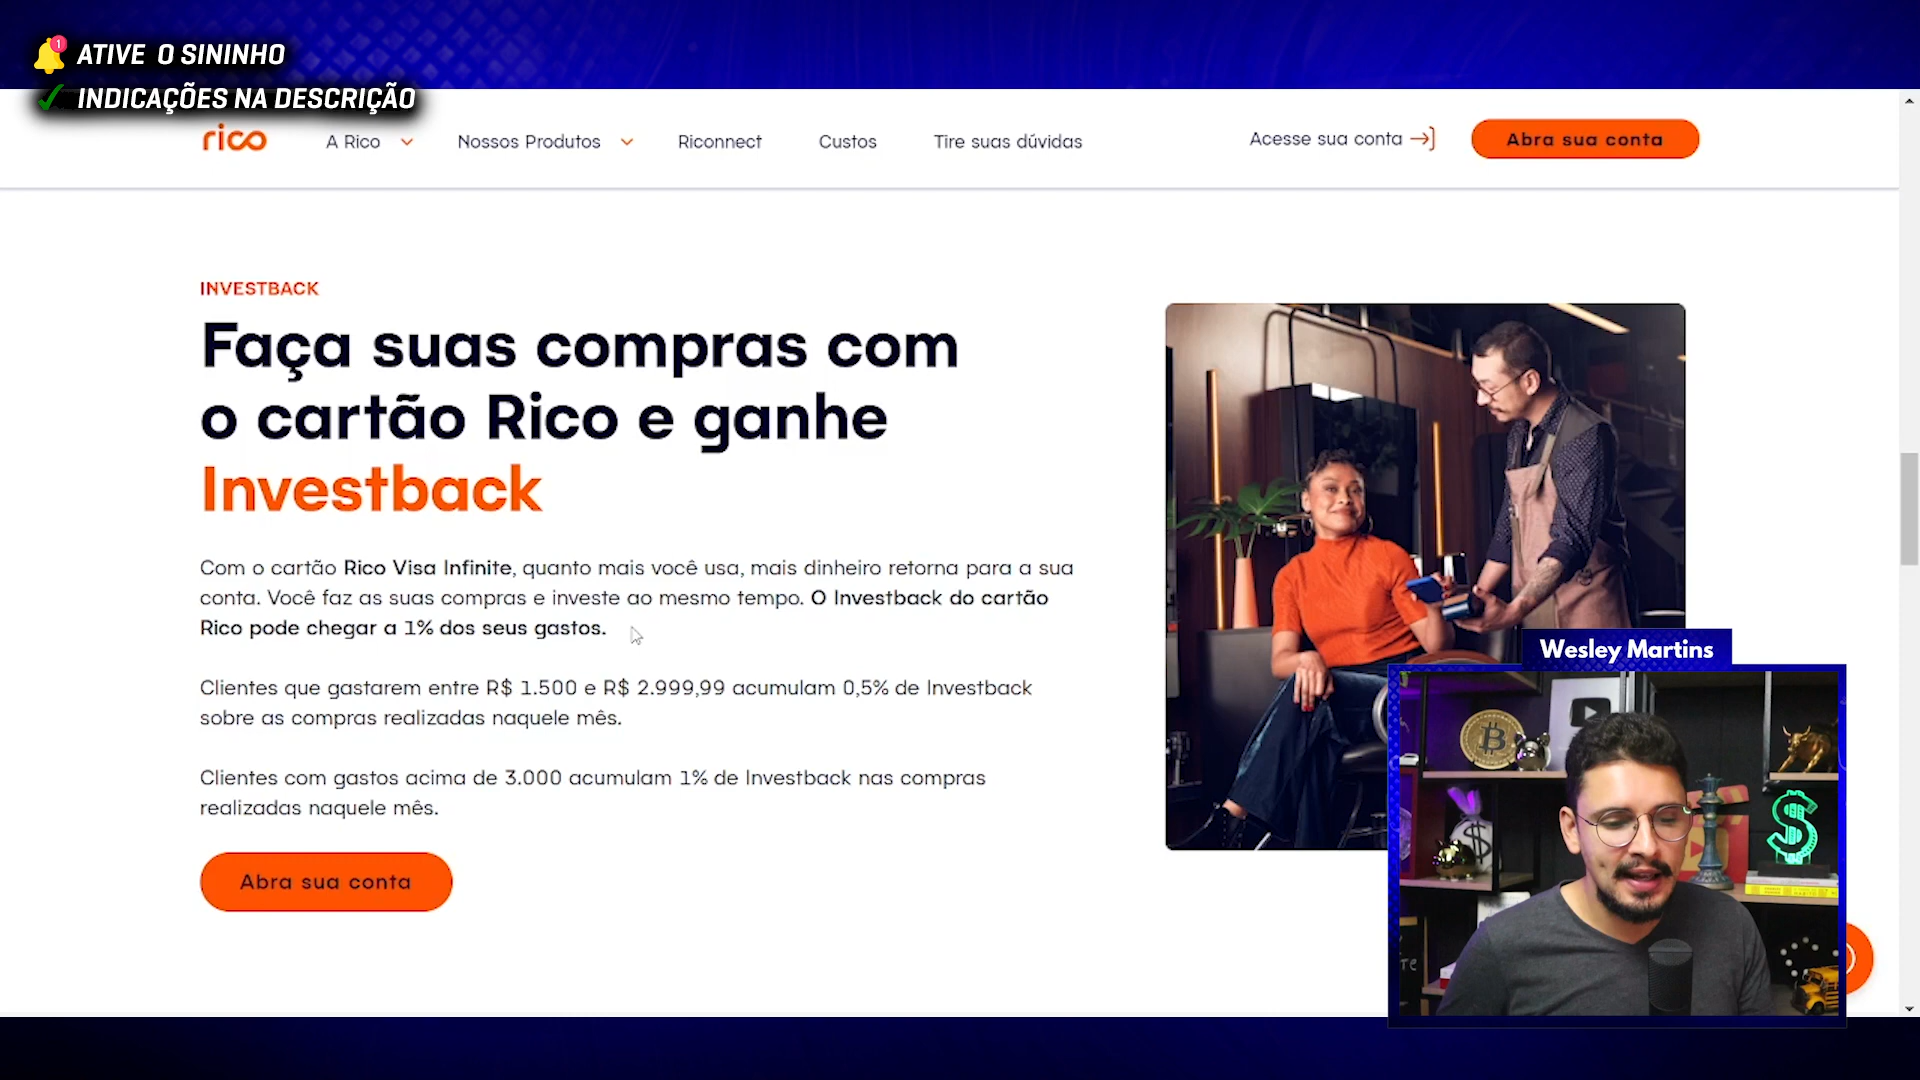 ATIVE O SININHO
INDICAÇÕES NA DESCRIÇÃO
rico
A Rico
Nossos Produtos
Riconnect
Custos
Tire suas dúvidas
Acesse sua conta
Abra sua conta
INVESTBACK
Faça suas compras com
o cartão Rico e ganhe
Investback
Com o cartão Rico Visa Infinite, quanto mais você usa, mais dinheiro retorna para a sua
conta. Você faz as suas compras e investe ao mesmo tempo. O Investback do cartão
Rico pode chegar a 1% dos seus gastos.
Clientes que gastarem entre R$ 1.500 e R$ 2.999,99 acumulam 0,5% de Investback
sobre as compras realizadas naquele mês.
Clientes com gastos acima de 3.000 acumulam 1% de Investback nas compras
realizadas naquele mês.
Abra sua conta
Wesley Martins